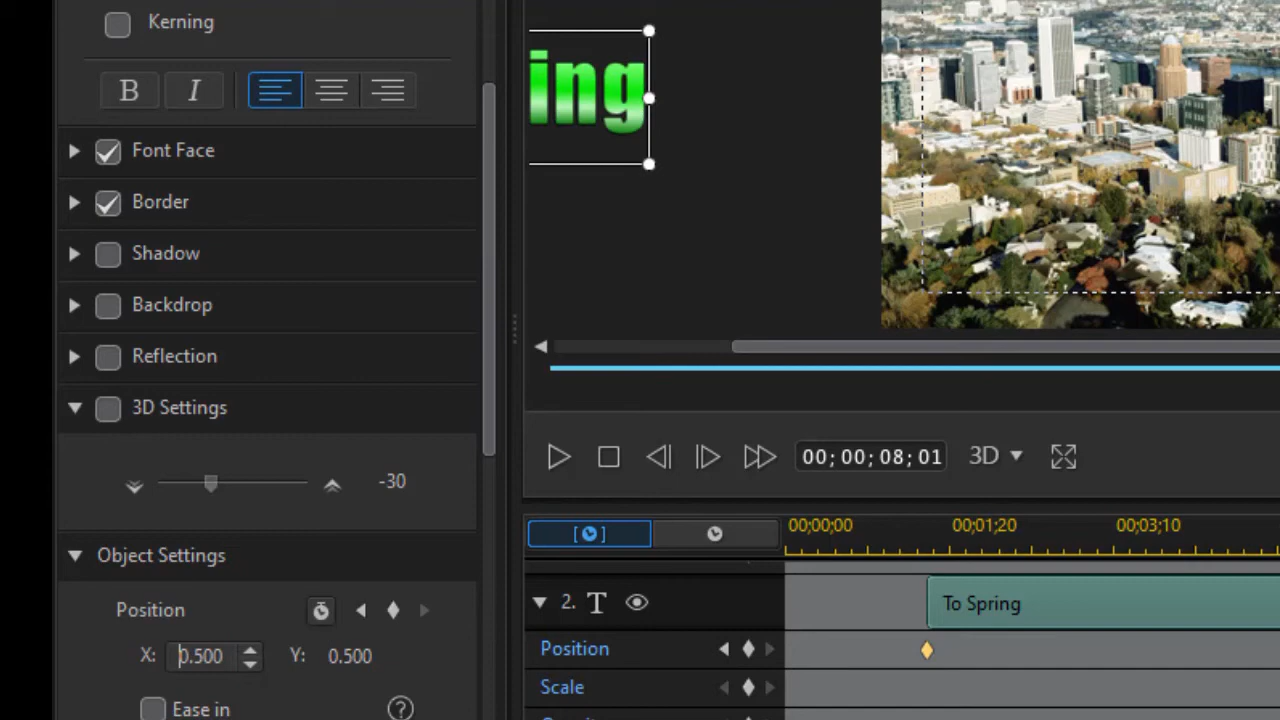 Kerning
B I
Font Face
Border
Shadow
Backdrop
Reflection
3D Settings
-30
Object Settings
Position
X: 0.500 Y: 0.500
Ease in ?
ing
00;00;08;01 3D
00;00;00 00;01;20 00;03;10
2. T To Spring
Position
Scale